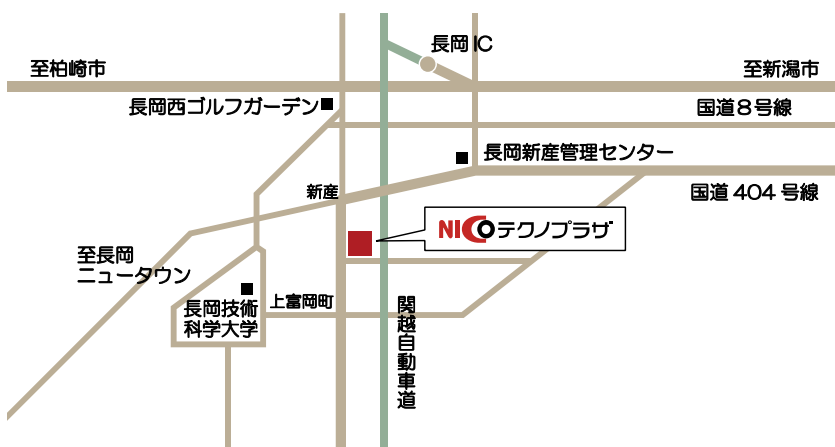 長岡IC
至柏崎市
至新潟市
長岡西ゴルフガーデン
国道8号線
長岡新産管理センター
新産
国道404号線
NICOテクノプラザ
至長岡
ニュータウン
上富岡町
長岡技術
科学大学
関越自動車道